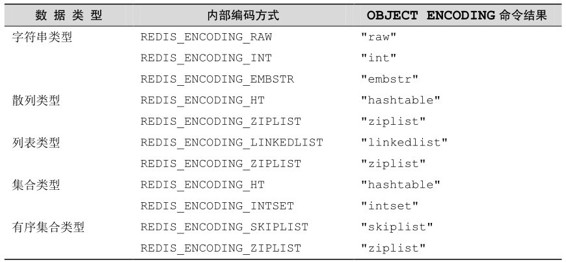 数 据 类 型 内部编码方式 OBJECT ENCODING 命令结果
字符串类型 REDIS_ENCODING_RAW "raw"
REDIS_ENCODING_INT "int"
REDIS_ENCODING_EMBSTR "embstr"
散列类型 REDIS_ENCODING_HT "hashtable"
REDIS_ENCODING_ZIPLIST "ziplist"
列表类型 REDIS_ENCODING_LINKEDLIST "linkedlist"
REDIS_ENCODING_ZIPLIST "ziplist"
集合类型 REDIS_ENCODING_HT "hashtable"
REDIS_ENCODING_INTSET "intset"
有序集合类型 REDIS_ENCODING_SKIPLIST "skiplist"
REDIS_ENCODING_ZIPLIST "ziplist"